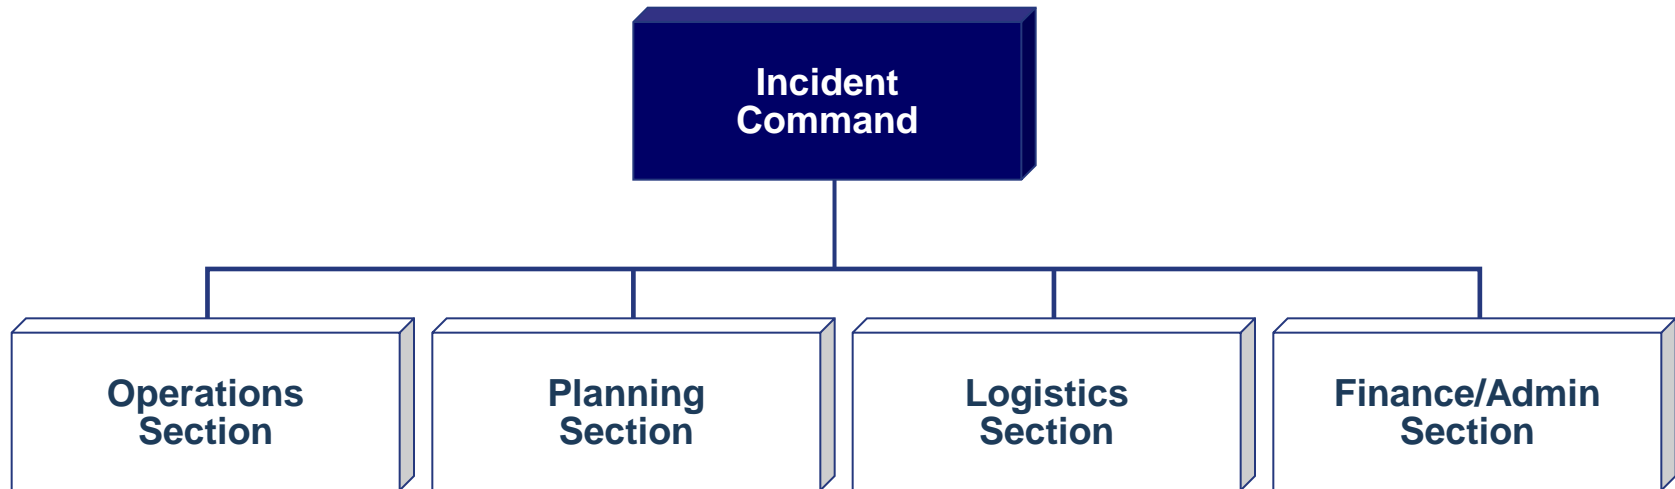 Incident
Command
Operations
Section
Planning
Section
Logistics
Section
Finance/Admin
Section